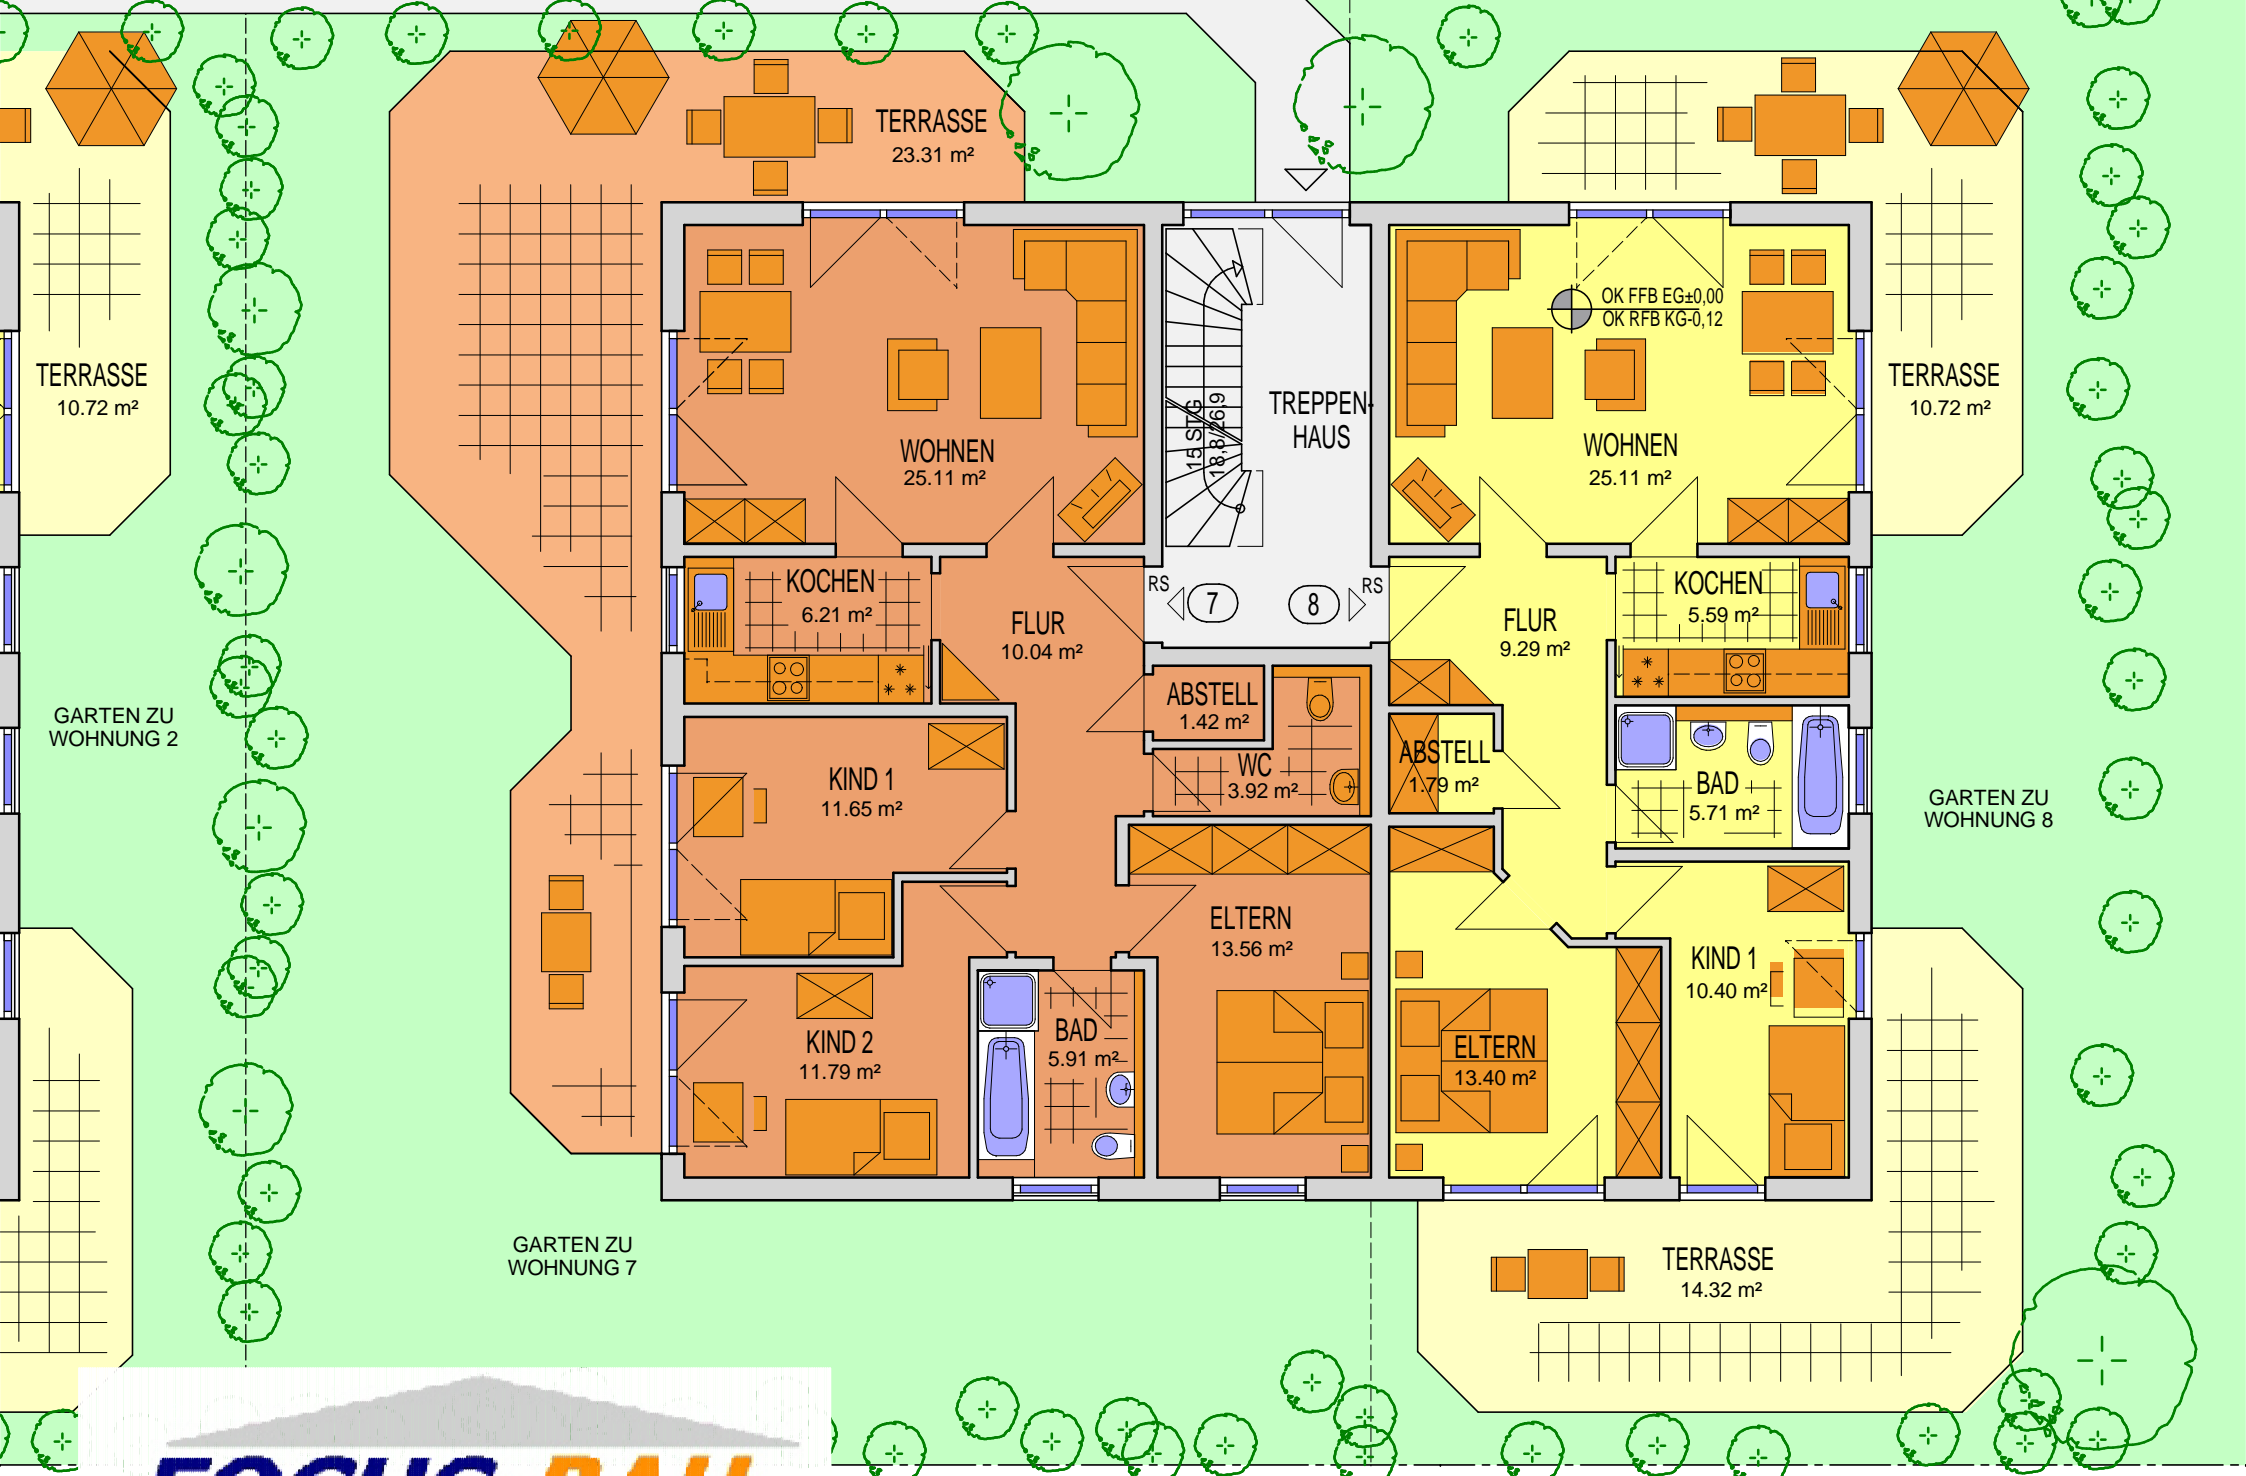 TERRASSE
23.31 m²
TERRASSE
10.72 m²
WOHNEN
25.11 m²
15 STG
18,8/26,9
TREPPEN-
HAUS
OK FFB EG±0,00
OK RFB KG-0,12
WOHNEN
25.11 m²
TERRASSE
10.72 m²
KOCHEN
6.21 m²
FLUR
10.04 m²
RS
7
8
RS
FLUR
9.29 m²
KOCHEN
5.59 m²
GARTEN ZU
WOHNUNG 2
ABSTELL
1.42 m²
WC
3.92 m²
ABSTELL
1.79 m²
BAD
5.71 m²
GARTEN ZU
WOHNUNG 8
KIND 1
11.65 m²
ELTERN
13.56 m²
KIND 1
10.40 m²
KIND 2
11.79 m²
BAD
5.91 m²
ELTERN
13.40 m²
GARTEN ZU
WOHNUNG 7
TERRASSE
14.32 m²
FOCUS BAU